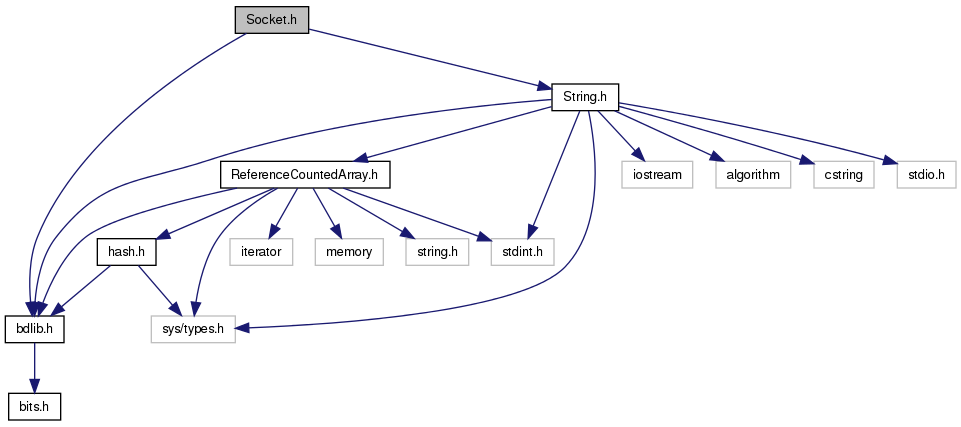 Socket.h
String.h
ReferenceCountedArray.h
iostream
algorithm
cstring
stdio.h
hash.h
iterator
memory
string.h
stdint.h
bdlib.h
sys/types.h
bits.h